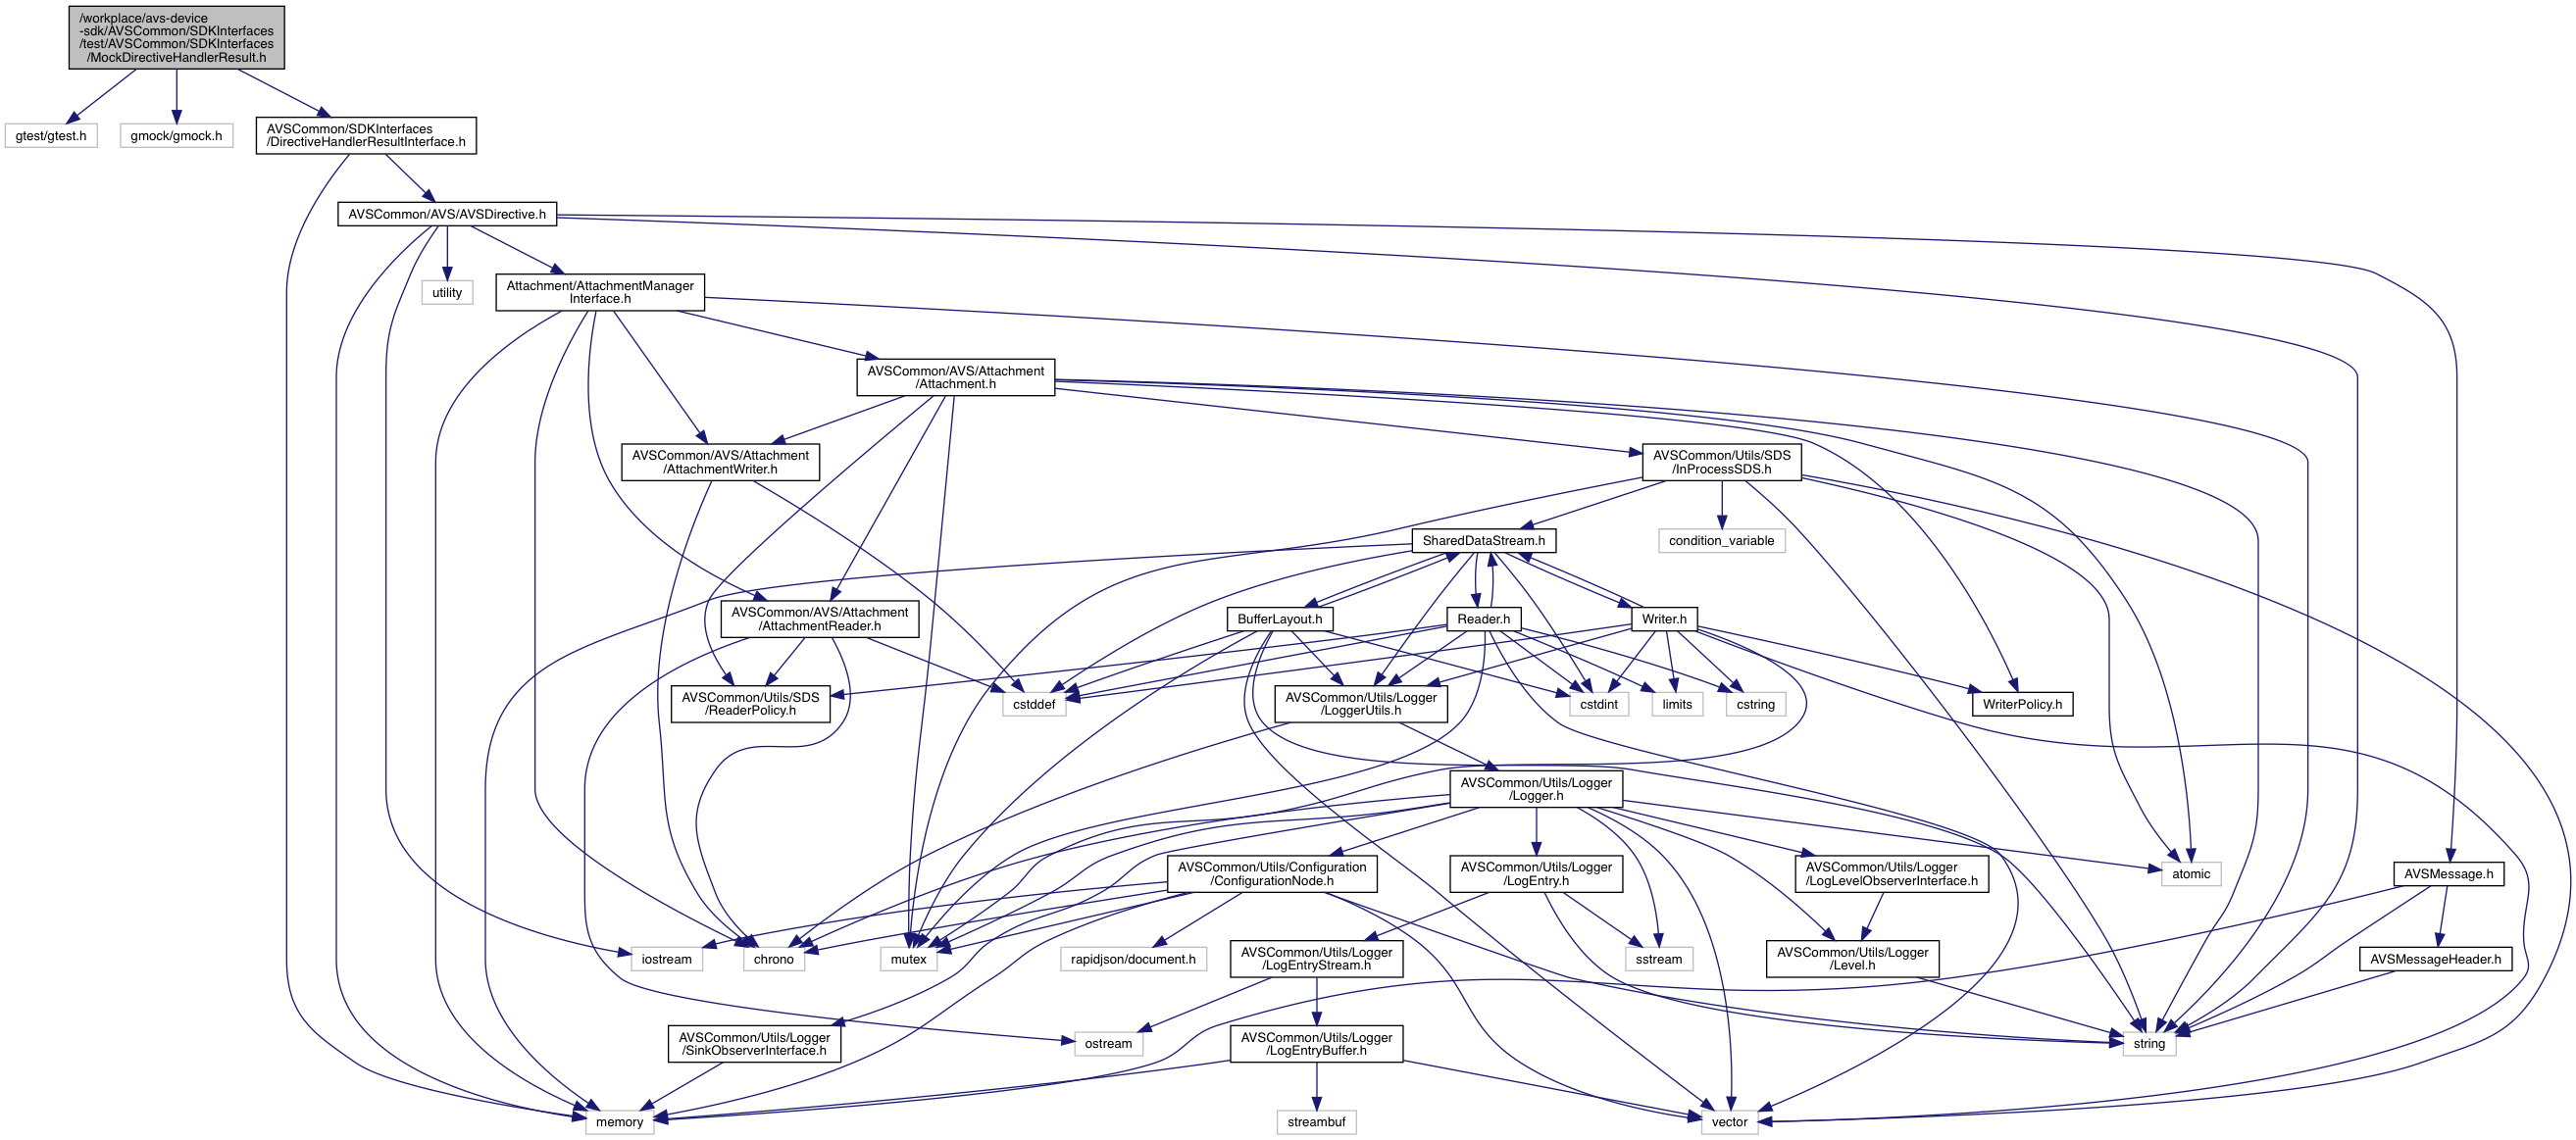 /workplace/avs-device
-sdk/AVSCommon/SDKInterfaces
/test/AVSCommon/SDKInterfaces
/MockDirectiveHandlerResult.h
gtest/gtest.h
gmock/gmock.h
AVSCommon/SDKInterfaces
/DirectiveHandlerResultInterface.h
AVSCommon/AVS/AVSDirective.h
utility
Attachment/AttachmentManager
Interface.h
AVSCommon/AVS/Attachment
/Attachment.h
AVSCommon/AVS/Attachment
/AttachmentWriter.h
AVSCommon/Utils/SDS
/InProcessSDS.h
SharedDataStream.h
condition_variable
AVSCommon/AVS/Attachment
/AttachmentReader.h
BufferLayout.h
Reader.h
Writer.h
AVSCommon/Utils/SDS
/ReaderPolicy.h
cstddef
AVSCommon/Utils/Logger
/LoggerUtils.h
cstdint
limits
cstring
WriterPolicy.h
AVSCommon/Utils/Logger
/Logger.h
AVSCommon/Utils/Configuration
/ConfigurationNode.h
AVSCommon/Utils/Logger
/LogEntry.h
AVSCommon/Utils/Logger
/LogLevelObserverInterface.h
atomic
AVSMessage.h
iostream
chrono
mutex
rapidjson/document.h
AVSCommon/Utils/Logger
/LogEntryStream.h
sstream
AVSCommon/Utils/Logger
/Level.h
AVSMessageHeader.h
AVSCommon/Utils/Logger
/SinkObserverInterface.h
ostream
AVSCommon/Utils/Logger
/LogEntryBuffer.h
string
memory
streambuf
vector